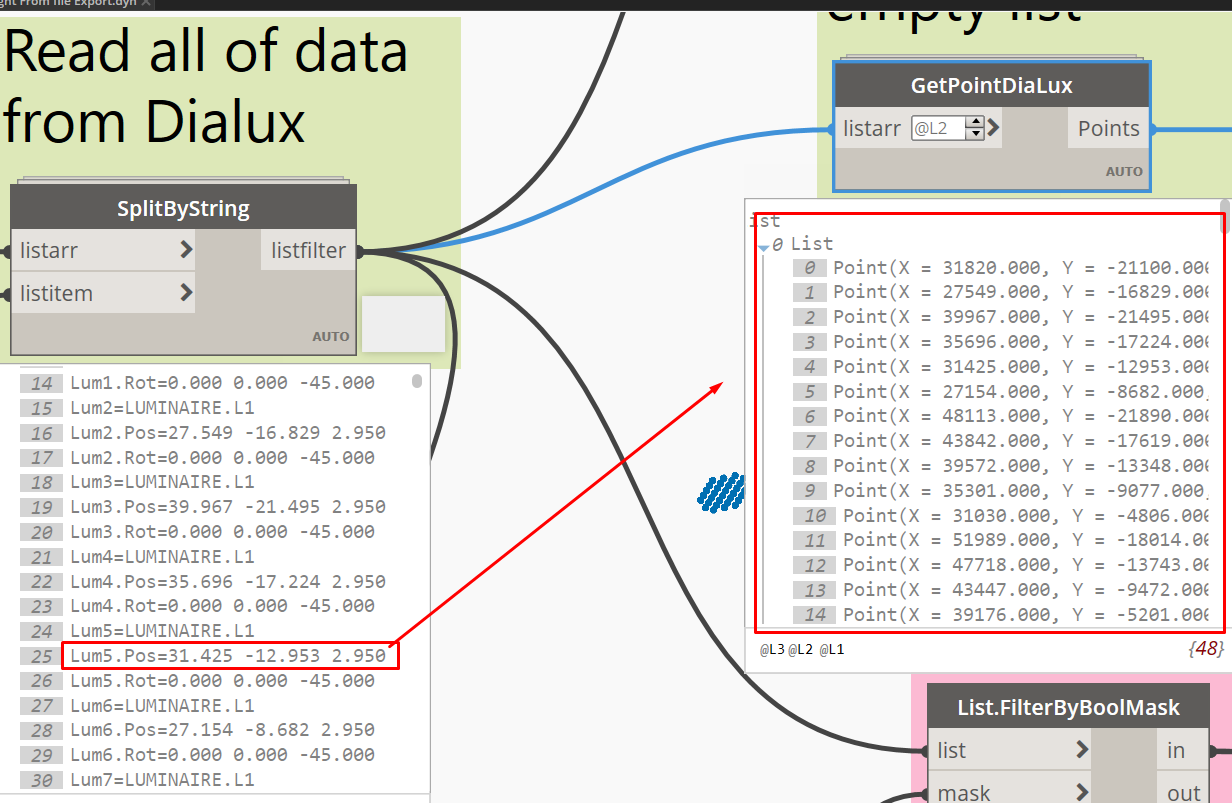 ght From file Export.dyn
Read all of data
from Dialux
empty list
GetPointDiaLux
listarr @L2 Points
AUTO
SplitByString
listarr listfilter
listitem
AUTO
14 Lum1.Rot=0.000 0.000 -45.000
15 Lum2=LUMINAIRE.L1
16 Lum2.Pos=27.549 -16.829 2.950
17 Lum2.Rot=0.000 0.000 -45.000
18 Lum3=LUMINAIRE.L1
19 Lum3.Pos=39.967 -21.495 2.950
20 Lum3.Rot=0.000 0.000 -45.000
21 Lum4=LUMINAIRE.L1
22 Lum4.Pos=35.696 -17.224 2.950
23 Lum4.Rot=0.000 0.000 -45.000
24 Lum5=LUMINAIRE.L1
25 Lum5.Pos=31.425 -12.953 2.950
26 Lum5.Rot=0.000 0.000 -45.000
27 Lum6=LUMINAIRE.L1
28 Lum6.Pos=27.154 -8.682 2.950
29 Lum6.Rot=0.000 0.000 -45.000
30 Lum7=LUMINAIRE.L1
ist
0 List
0 Point(X = 31820.000, Y = -21100.000
1 Point(X = 27549.000, Y = -16829.000
2 Point(X = 39967.000, Y = -21495.000
3 Point(X = 35696.000, Y = -17224.000
4 Point(X = 31425.000, Y = -12953.000
5 Point(X = 27154.000, Y = -8682.000,
6 Point(X = 48113.000, Y = -21890.000
7 Point(X = 43842.000, Y = -17619.000
8 Point(X = 39572.000, Y = -13348.000
9 Point(X = 35301.000, Y = -9077.000,
10 Point(X = 31030.000, Y = -4806.000
11 Point(X = 51989.000, Y = -18014.00
12 Point(X = 47718.000, Y = -13743.00
13 Point(X = 43447.000, Y = -9472.000
14 Point(X = 39176.000, Y = -5201.000
@L3 @L2 @L1 {48}
List.FilterByBoolMask
list in
mask out